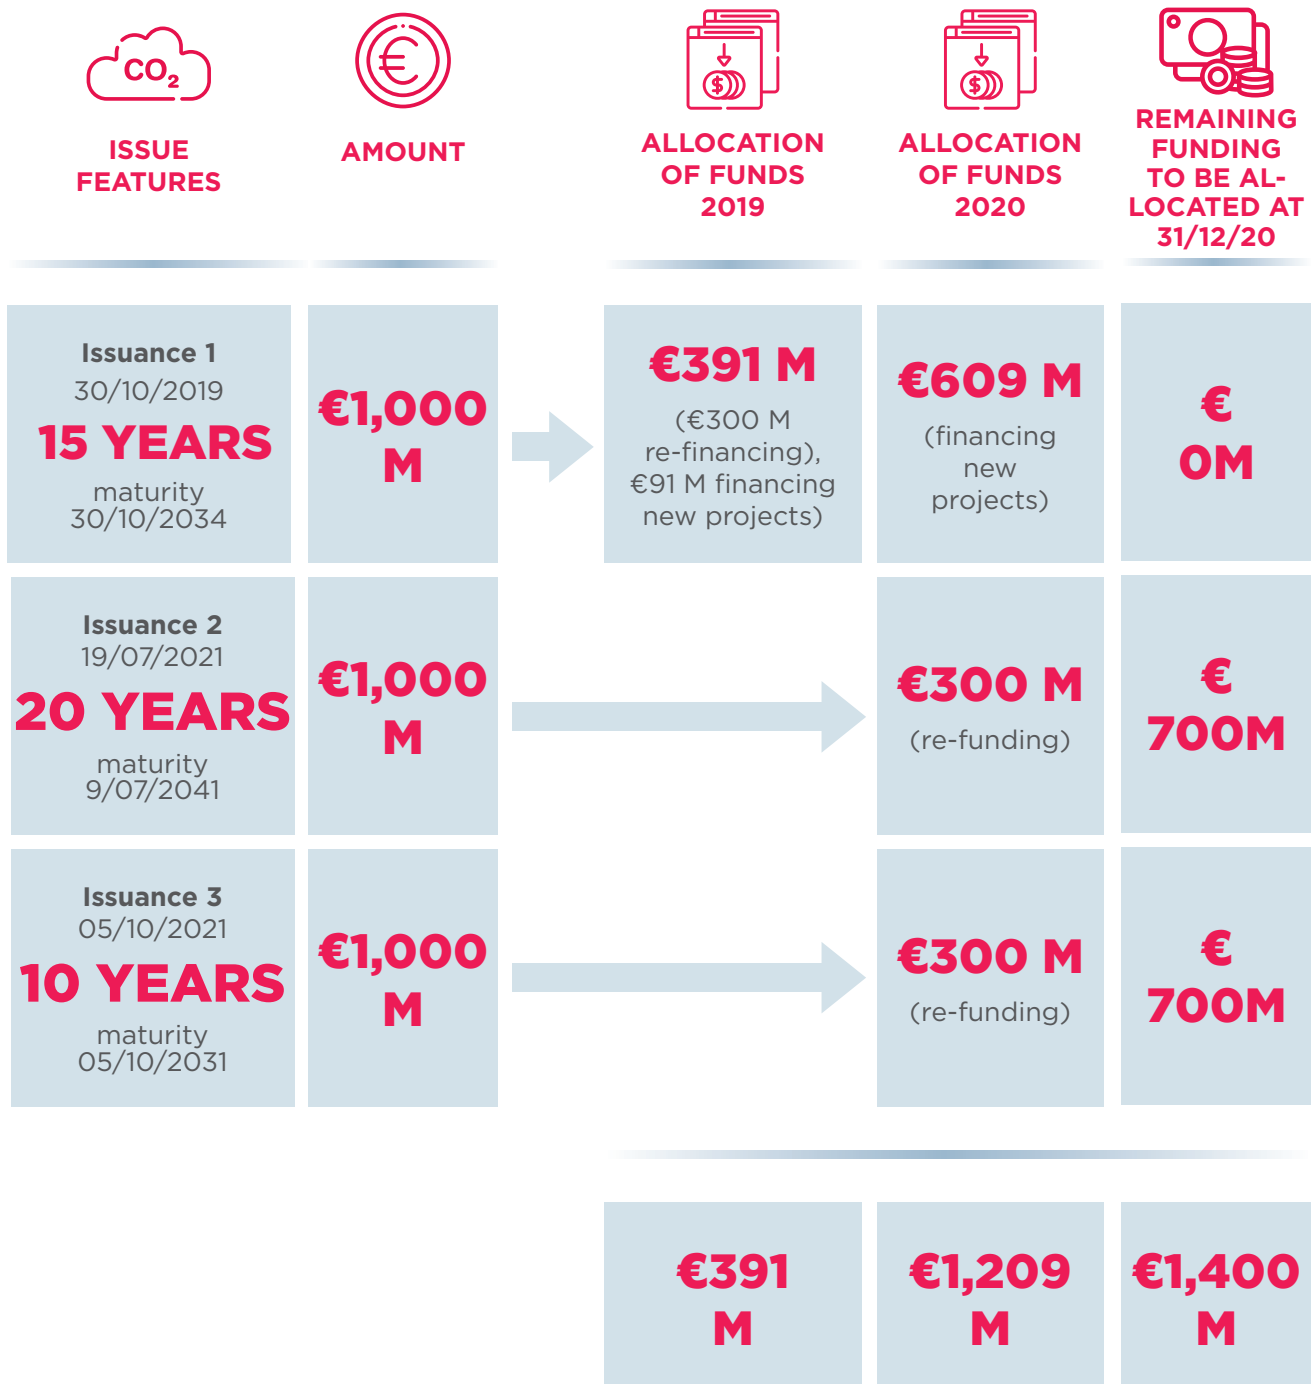 CO2
ISSUE
FEATURES
€
AMOUNT
$
ALLOCATION
OF FUNDS
2019
$
ALLOCATION
OF FUNDS
2020
REMAINING
FUNDING
TO BE AL-
LOCATED AT
31/12/20
Issuance 1
30/10/2019
15 YEARS
maturity
30/10/2034
€1,000
M
€391 M
(€300 M
re-financing),
€91 M financing
new projects)
€609 M
(financing
new
projects)
€
0M
Issuance 2
19/07/2021
20 YEARS
maturity
9/07/2041
€1,000
M
€300 M
(re-funding)
€
700M
Issuance 3
05/10/2021
10 YEARS
maturity
05/10/2031
€1,000
M
€300 M
(re-funding)
€
700M
€391
M
€1,209
M
€1,400
M